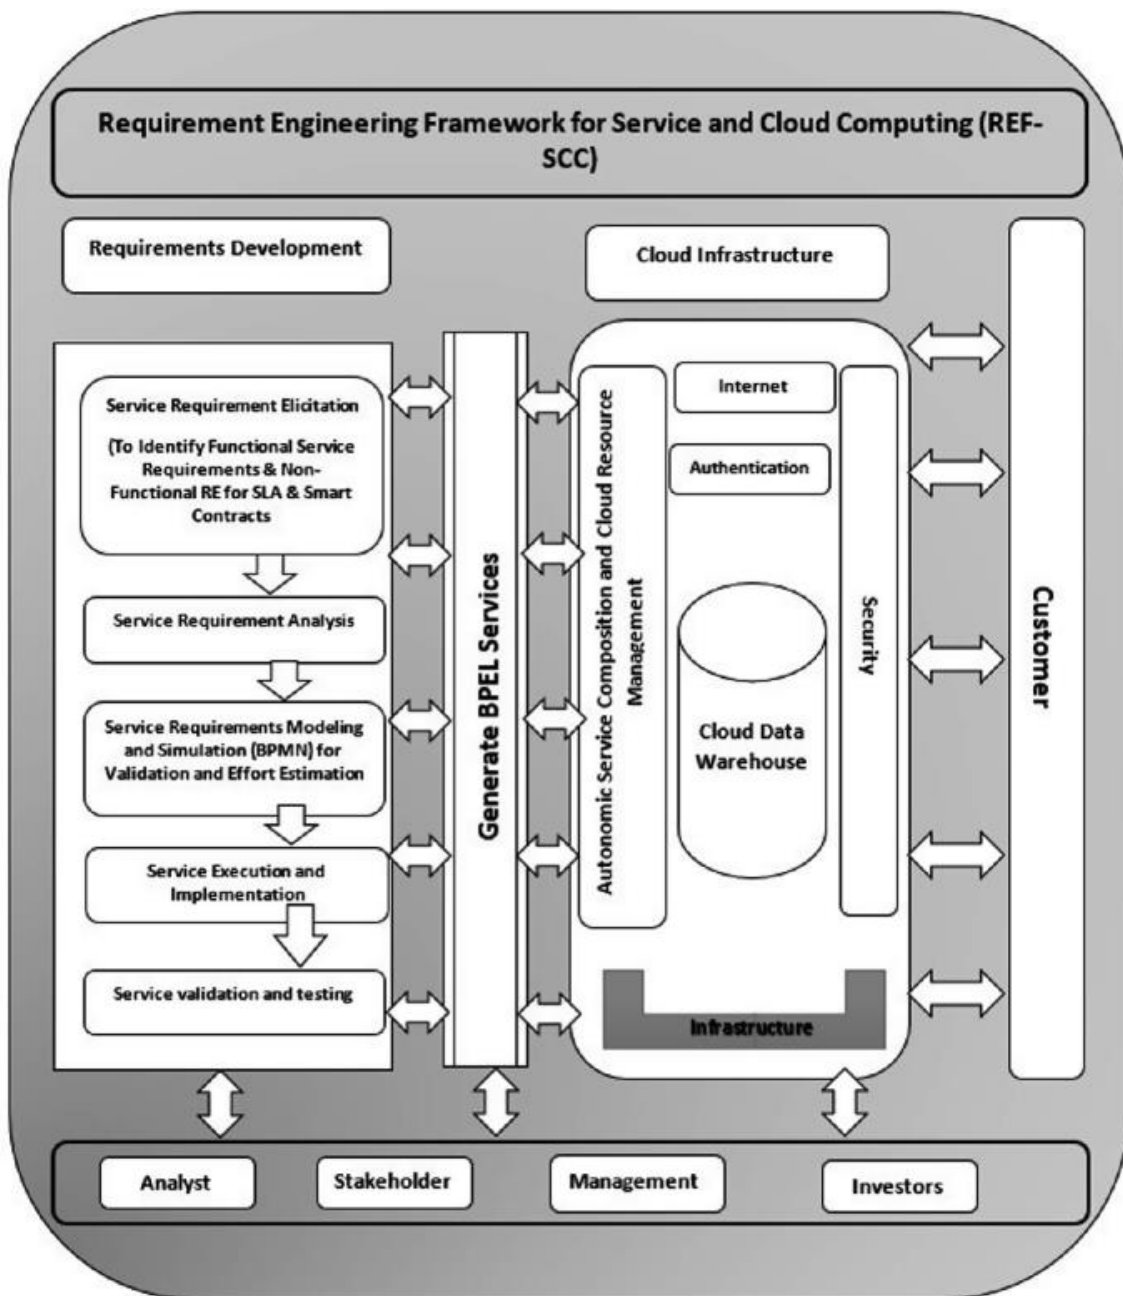 Requirement Engineering Framework for Service and Cloud Computing (REF-
SCC)
Requirements Development
Cloud Infrastructure
Service Requirement Elicitation
(To Identify Functional Service
Requirements & Non-
Functional RE for SLA & Smart
Contracts
Service Requirement Analysis
Service Requirements Modeling
and Simulation (BPMN) for
Validation and Effort Estimation
Service Execution and
Implementation
Service validation and testing
Generate BPEL Services
Autonomic Service Composition and Cloud Resource
Management
Internet
Authentication
Cloud Data
Warehouse
Security
Infrastructure
Customer
Analyst
Stakeholder
Management
Investors